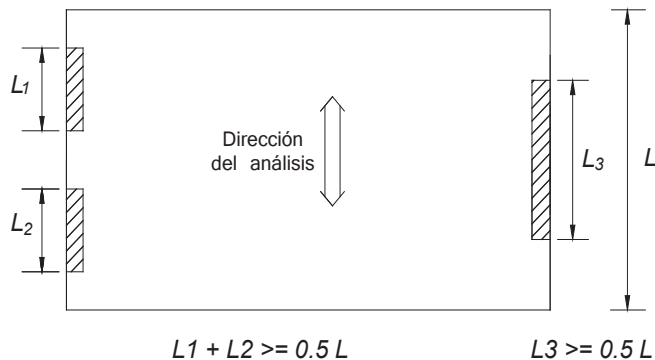 L1
Dirección
del análisis
L3
L
L2
L1 + L2 >= 0.5 L
L3 >= 0.5 L